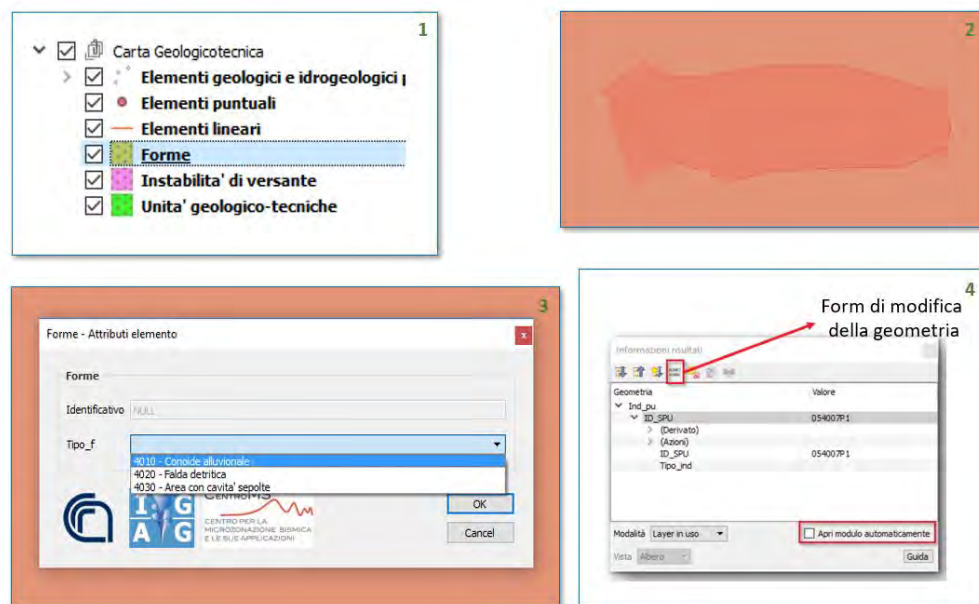 1
Carta Geologicotecnica
Elementi geologici e idrogeologici p
Elementi puntuali
Elementi lineari
Forme
Instabilita' di versante
Unita' geologico-tecniche
2
3
Forme - Attributi elemento
x
Forme
Identificativo NULL
Tipo_f
4010 - Conoide alluvionale
4020 - Falda detritica
4030 - Area con cavita' sepolte
I G
A G
CENTROMS
CENTRO PER LA
MICROZONAZIONE SISMICA
E LE SUE APPLICAZIONI
OK
Cancel
4
Form di modifica
della geometria
Informazioni risultati
Geometria Valore
Ind_pu
ID_SPU 054007P1
(Derivato)
(Azioni)
ID_SPU 054007P1
Tipo_ind
Modalità Layer in uso Apri modulo automaticamente
Vista Albero Guida